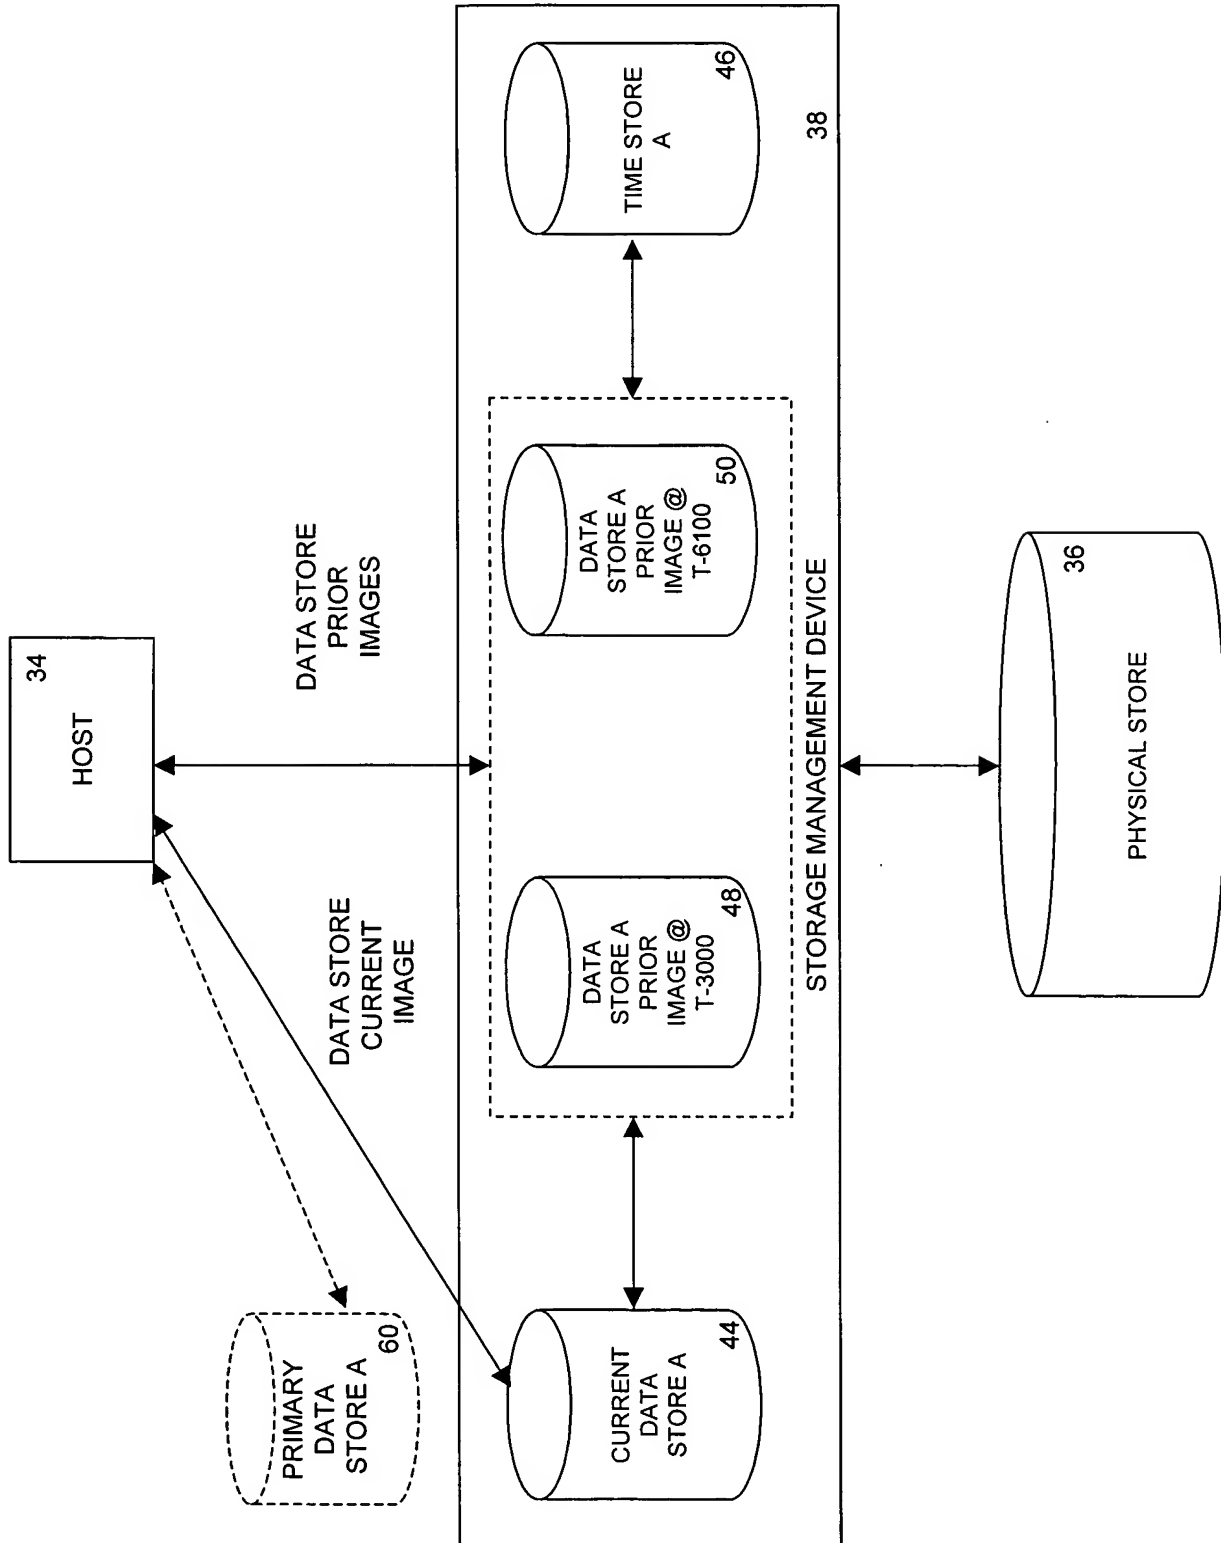 HOST
34
PRIMARY
DATA
STORE A
60
DATA STORE
CURRENT
IMAGE
DATA STORE
PRIOR
IMAGES
CURRENT
DATA
STORE A
44
DATA
STORE A
PRIOR
IMAGE @
T-3000
48
DATA
STORE A
PRIOR
IMAGE @
T-6100
50
TIME STORE
A
46
STORAGE MANAGEMENT DEVICE
38
PHYSICAL STORE
36